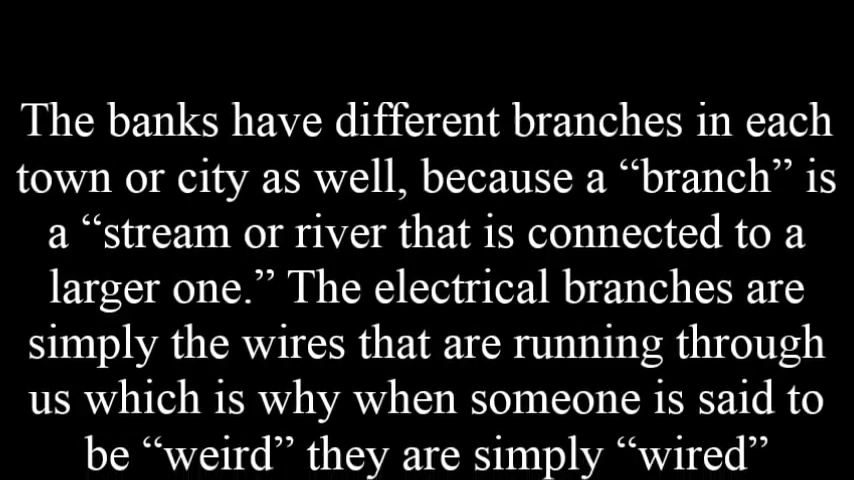 The banks have different branches in each
town or city as well, because a “branch” is
a “stream or river that is connected to a
larger one.” The electrical branches are
simply the wires that are running through
us which is why when someone is said to
be “weird” they are simply “wired”